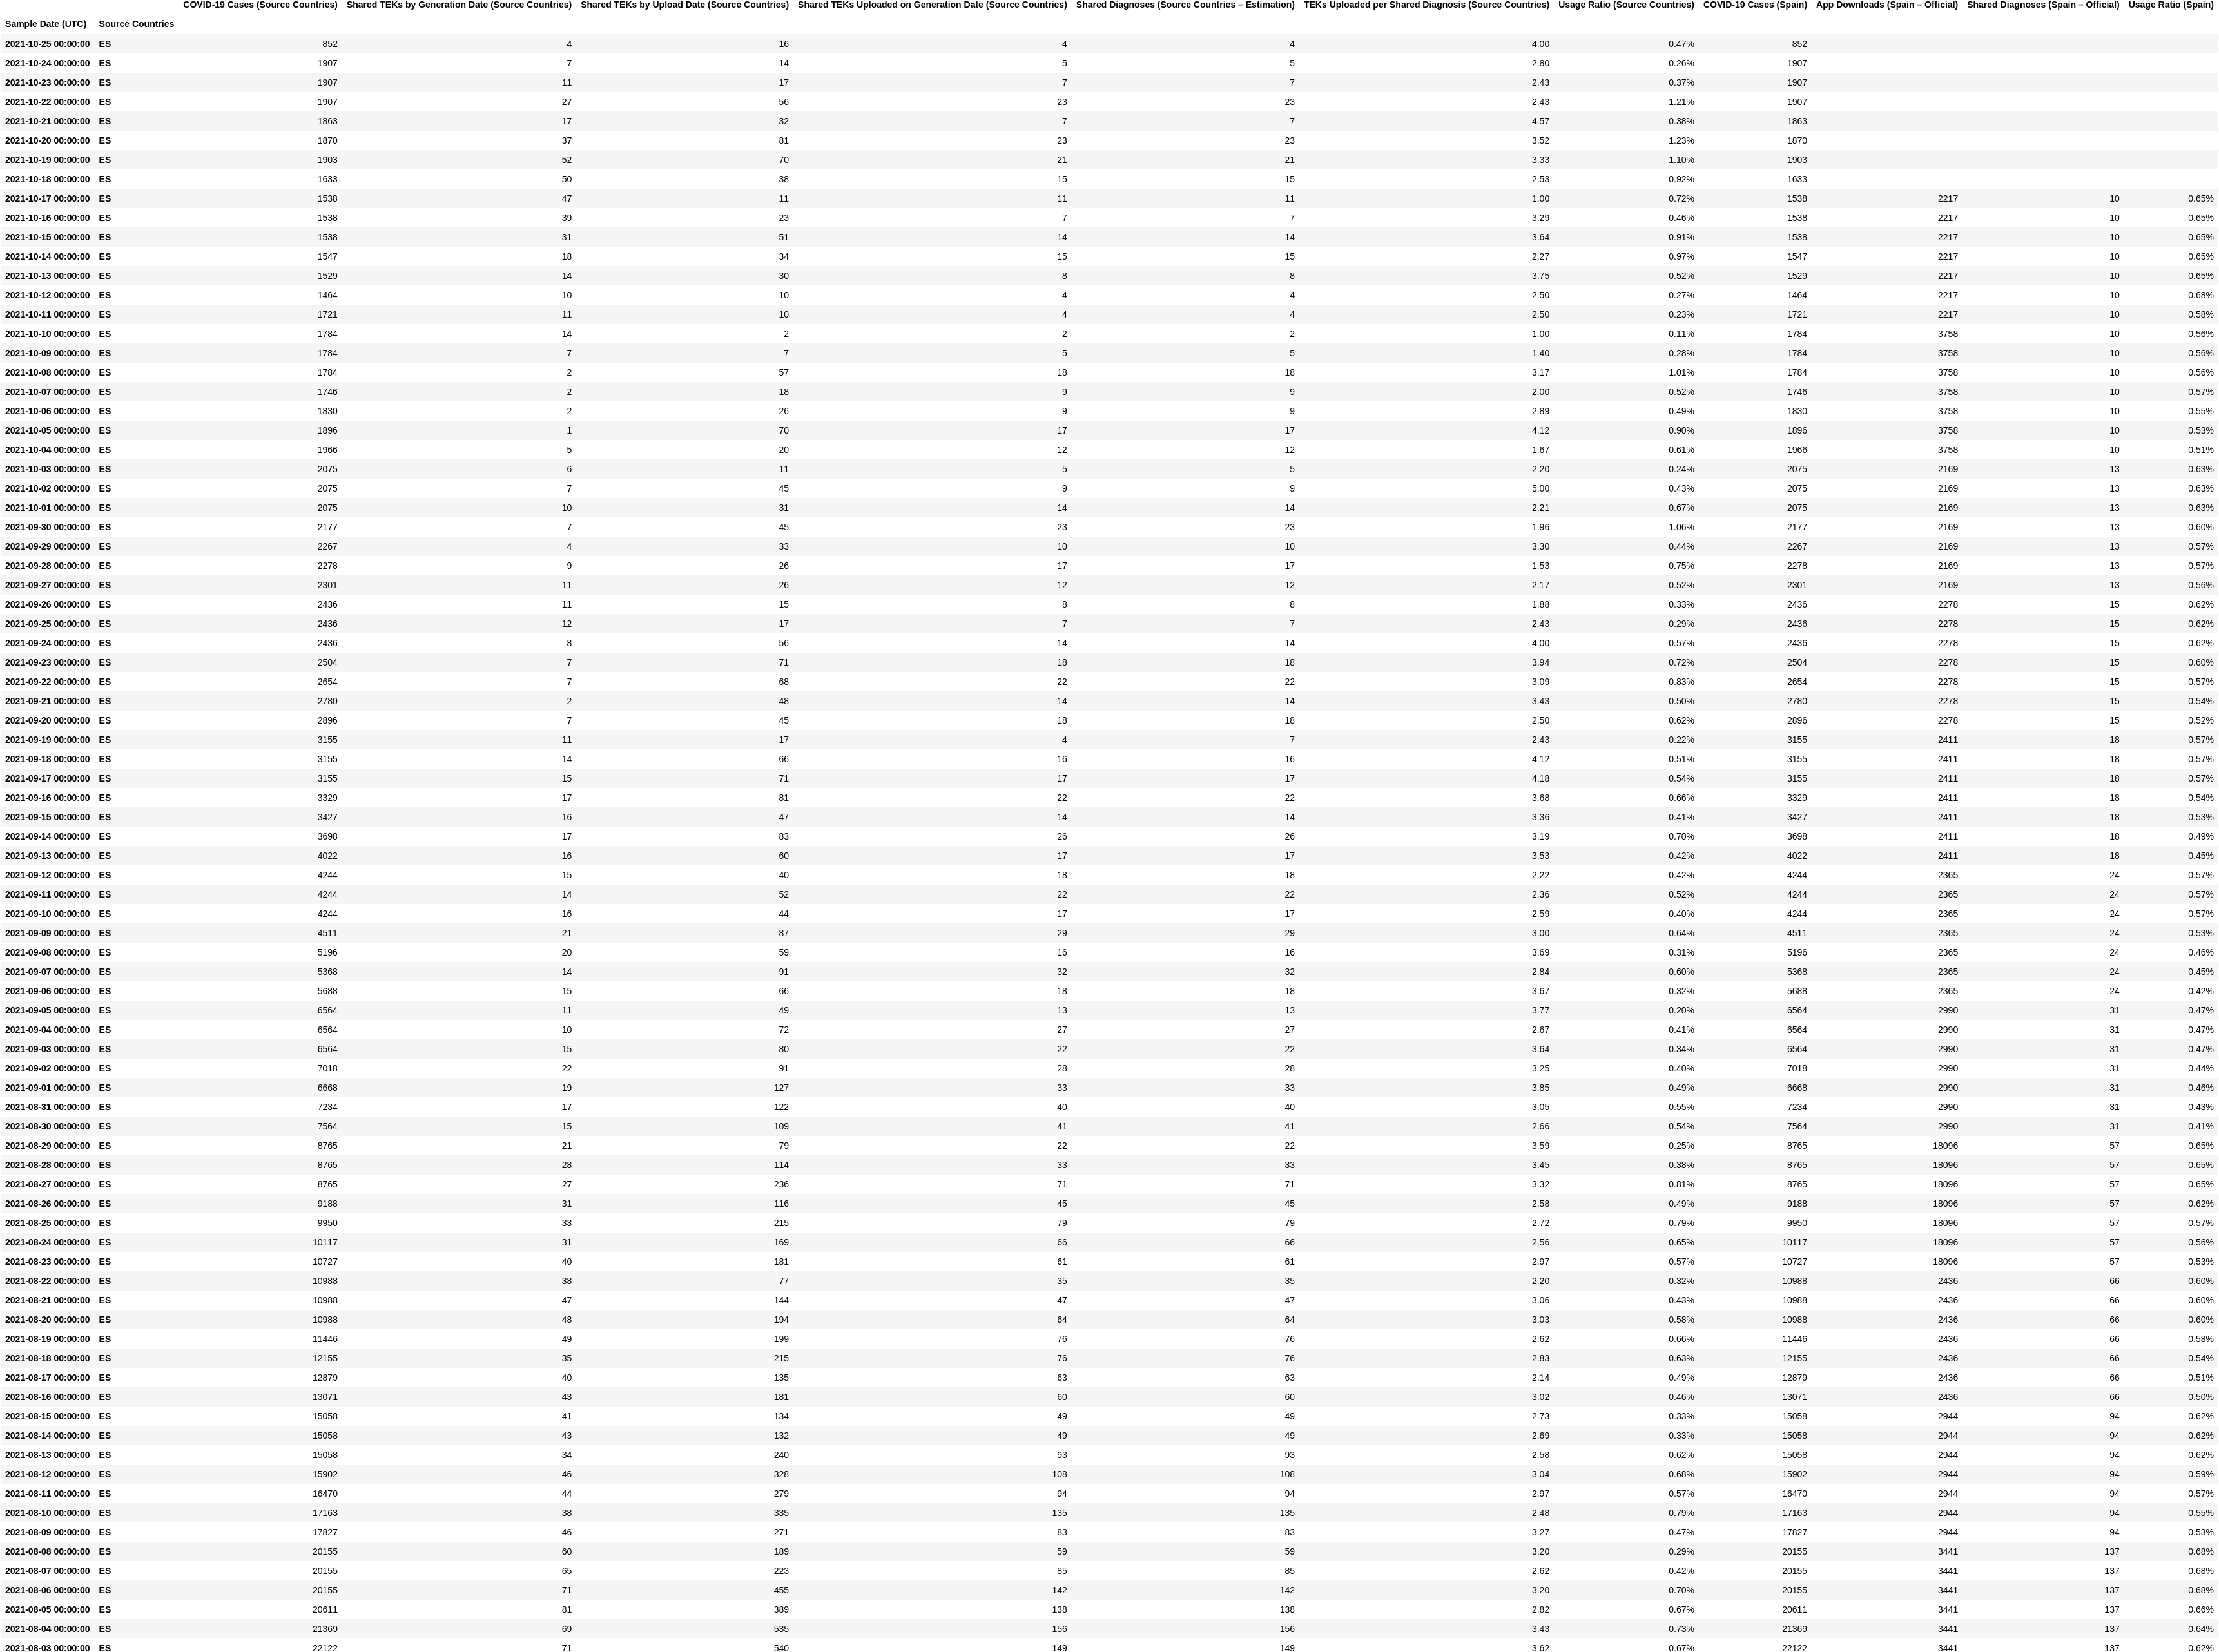 COVID-19 Cases (Source Countries) Shared TEKs by Generation Date (Source Countries) Shared TEKs by Upload Date (Source Countries) Shared TEKs Uploaded on Generation Date (Source Countries) Shared Diagnoses (Source Countries – Estimation) TEKs Uploaded per Shared Diagnosis (Source Countries) Usage Ratio (Source Countries) COVID-19 Cases (Spain) App Downloads (Spain – Official) Shared Diagnoses (Spain – Official) Usage Ratio (Spain)
Sample Date (UTC) Source Countries
2021-10-25 00:00:00 ES 852 4 16 4 4 4.00 0.47% 852
2021-10-24 00:00:00 ES 1907 7 14 5 5 2.80 0.26% 1907
2021-10-23 00:00:00 ES 1907 11 17 7 7 2.43 0.37% 1907
2021-10-22 00:00:00 ES 1907 27 56 23 23 2.43 1.21% 1907
2021-10-21 00:00:00 ES 1863 17 32 7 7 4.57 0.38% 1863
2021-10-20 00:00:00 ES 1870 37 81 23 23 3.52 1.23% 1870
2021-10-19 00:00:00 ES 1903 52 70 21 21 3.33 1.10% 1903
2021-10-18 00:00:00 ES 1633 50 38 15 15 2.53 0.92% 1633
2021-10-17 00:00:00 ES 1538 47 11 11 11 1.00 0.72% 1538 2217 10 0.65%
2021-10-16 00:00:00 ES 1538 39 23 7 7 3.29 0.46% 1538 2217 10 0.65%
2021-10-15 00:00:00 ES 1538 31 51 14 14 3.64 0.91% 1538 2217 10 0.65%
2021-10-14 00:00:00 ES 1547 18 34 15 15 2.27 0.97% 1547 2217 10 0.65%
2021-10-13 00:00:00 ES 1529 14 30 8 8 3.75 0.52% 1529 2217 10 0.65%
2021-10-12 00:00:00 ES 1464 10 10 4 4 2.50 0.27% 1464 2217 10 0.68%
2021-10-11 00:00:00 ES 1721 11 10 4 4 2.50 0.23% 1721 2217 10 0.58%
2021-10-10 00:00:00 ES 1784 14 2 2 2 1.00 0.11% 1784 3758 10 0.56%
2021-10-09 00:00:00 ES 1784 7 7 5 5 1.40 0.28% 1784 3758 10 0.56%
2021-10-08 00:00:00 ES 1784 2 57 18 18 3.17 1.01% 1784 3758 10 0.56%
2021-10-07 00:00:00 ES 1746 2 18 9 9 2.00 0.52% 1746 3758 10 0.57%
2021-10-06 00:00:00 ES 1830 2 26 9 9 2.89 0.49% 1830 3758 10 0.55%
2021-10-05 00:00:00 ES 1896 1 70 17 17 4.12 0.90% 1896 3758 10 0.53%
2021-10-04 00:00:00 ES 1966 5 20 12 12 1.67 0.61% 1966 3758 10 0.51%
2021-10-03 00:00:00 ES 2075 6 11 5 5 2.20 0.24% 2075 2169 13 0.63%
2021-10-02 00:00:00 ES 2075 7 45 9 9 5.00 0.43% 2075 2169 13 0.63%
2021-10-01 00:00:00 ES 2075 10 31 14 14 2.21 0.67% 2075 2169 13 0.63%
2021-09-30 00:00:00 ES 2177 7 45 23 23 1.96 1.06% 2177 2169 13 0.60%
2021-09-29 00:00:00 ES 2267 4 33 10 10 3.30 0.44% 2267 2169 13 0.57%
2021-09-28 00:00:00 ES 2278 9 26 17 17 1.53 0.75% 2278 2169 13 0.57%
2021-09-27 00:00:00 ES 2301 11 26 12 12 2.17 0.52% 2301 2169 13 0.56%
2021-09-26 00:00:00 ES 2436 11 15 8 8 1.88 0.33% 2436 2278 15 0.62%
2021-09-25 00:00:00 ES 2436 12 17 7 7 2.43 0.29% 2436 2278 15 0.62%
2021-09-24 00:00:00 ES 2436 8 56 14 14 4.00 0.57% 2436 2278 15 0.62%
2021-09-23 00:00:00 ES 2504 7 71 18 18 3.94 0.72% 2504 2278 15 0.60%
2021-09-22 00:00:00 ES 2654 7 68 22 22 3.09 0.83% 2654 2278 15 0.57%
2021-09-21 00:00:00 ES 2780 2 48 14 14 3.43 0.50% 2780 2278 15 0.54%
2021-09-20 00:00:00 ES 2896 7 45 18 18 2.50 0.62% 2896 2278 15 0.52%
2021-09-19 00:00:00 ES 3155 11 17 4 7 2.43 0.22% 3155 2411 18 0.57%
2021-09-18 00:00:00 ES 3155 14 66 16 16 4.12 0.51% 3155 2411 18 0.57%
2021-09-17 00:00:00 ES 3155 15 71 17 17 4.18 0.54% 3155 2411 18 0.57%
2021-09-16 00:00:00 ES 3329 17 81 22 22 3.68 0.66% 3329 2411 18 0.54%
2021-09-15 00:00:00 ES 3427 16 47 14 14 3.36 0.41% 3427 2411 18 0.53%
2021-09-14 00:00:00 ES 3698 17 83 26 26 3.19 0.70% 3698 2411 18 0.49%
2021-09-13 00:00:00 ES 4022 16 60 17 17 3.53 0.42% 4022 2411 18 0.45%
2021-09-12 00:00:00 ES 4244 15 40 18 18 2.22 0.42% 4244 2365 24 0.57%
2021-09-11 00:00:00 ES 4244 14 52 22 22 2.36 0.52% 4244 2365 24 0.57%
2021-09-10 00:00:00 ES 4244 16 44 17 17 2.59 0.40% 4244 2365 24 0.57%
2021-09-09 00:00:00 ES 4511 21 87 29 29 3.00 0.64% 4511 2365 24 0.53%
2021-09-08 00:00:00 ES 5196 20 59 16 16 3.69 0.31% 5196 2365 24 0.46%
2021-09-07 00:00:00 ES 5368 14 91 32 32 2.84 0.60% 5368 2365 24 0.45%
2021-09-06 00:00:00 ES 5688 15 66 18 18 3.67 0.32% 5688 2365 24 0.42%
2021-09-05 00:00:00 ES 6564 11 49 13 13 3.77 0.20% 6564 2990 31 0.47%
2021-09-04 00:00:00 ES 6564 10 72 27 27 2.67 0.41% 6564 2990 31 0.47%
2021-09-03 00:00:00 ES 6564 15 80 22 22 3.64 0.34% 6564 2990 31 0.47%
2021-09-02 00:00:00 ES 7018 22 91 28 28 3.25 0.40% 7018 2990 31 0.44%
2021-09-01 00:00:00 ES 6668 19 127 33 33 3.85 0.49% 6668 2990 31 0.46%
2021-08-31 00:00:00 ES 7234 17 122 40 40 3.05 0.55% 7234 2990 31 0.43%
2021-08-30 00:00:00 ES 7564 15 109 41 41 2.66 0.54% 7564 2990 31 0.41%
2021-08-29 00:00:00 ES 8765 21 79 22 22 3.59 0.25% 8765 18096 57 0.65%
2021-08-28 00:00:00 ES 8765 28 114 33 33 3.45 0.38% 8765 18096 57 0.65%
2021-08-27 00:00:00 ES 8765 27 236 71 71 3.32 0.81% 8765 18096 57 0.65%
2021-08-26 00:00:00 ES 9188 31 116 45 45 2.58 0.49% 9188 18096 57 0.62%
2021-08-25 00:00:00 ES 9950 33 215 79 79 2.72 0.79% 9950 18096 57 0.57%
2021-08-24 00:00:00 ES 10117 31 169 66 66 2.56 0.65% 10117 18096 57 0.56%
2021-08-23 00:00:00 ES 10727 40 181 61 61 2.97 0.57% 10727 18096 57 0.53%
2021-08-22 00:00:00 ES 10988 38 77 35 35 2.20 0.32% 10988 2436 66 0.60%
2021-08-21 00:00:00 ES 10988 47 144 47 47 3.06 0.43% 10988 2436 66 0.60%
2021-08-20 00:00:00 ES 10988 48 194 64 64 3.03 0.58% 10988 2436 66 0.60%
2021-08-19 00:00:00 ES 11446 49 199 76 76 2.62 0.66% 11446 2436 66 0.58%
2021-08-18 00:00:00 ES 12155 35 215 76 76 2.83 0.63% 12155 2436 66 0.54%
2021-08-17 00:00:00 ES 12879 40 135 63 63 2.14 0.49% 12879 2436 66 0.51%
2021-08-16 00:00:00 ES 13071 43 181 60 60 3.02 0.46% 13071 2436 66 0.50%
2021-08-15 00:00:00 ES 15058 41 134 49 49 2.73 0.33% 15058 2944 94 0.62%
2021-08-14 00:00:00 ES 15058 43 132 49 49 2.69 0.33% 15058 2944 94 0.62%
2021-08-13 00:00:00 ES 15058 34 240 93 93 2.58 0.62% 15058 2944 94 0.62%
2021-08-12 00:00:00 ES 15902 46 328 108 108 3.04 0.68% 15902 2944 94 0.59%
2021-08-11 00:00:00 ES 16470 44 279 94 94 2.97 0.57% 16470 2944 94 0.57%
2021-08-10 00:00:00 ES 17163 38 335 135 135 2.48 0.79% 17163 2944 94 0.55%
2021-08-09 00:00:00 ES 17827 46 271 83 83 3.27 0.47% 17827 2944 94 0.53%
2021-08-08 00:00:00 ES 20155 60 189 59 59 3.20 0.29% 20155 3441 137 0.68%
2021-08-07 00:00:00 ES 20155 65 223 85 85 2.62 0.42% 20155 3441 137 0.68%
2021-08-06 00:00:00 ES 20155 71 455 142 142 3.20 0.70% 20155 3441 137 0.68%
2021-08-05 00:00:00 ES 20611 81 389 138 138 2.82 0.67% 20611 3441 137 0.66%
2021-08-04 00:00:00 ES 21369 69 535 156 156 3.43 0.73% 21369 3441 137 0.64%
2021-08-03 00:00:00 ES 22122 71 540 149 149 3.62 0.67% 22122 3441 137 0.62%